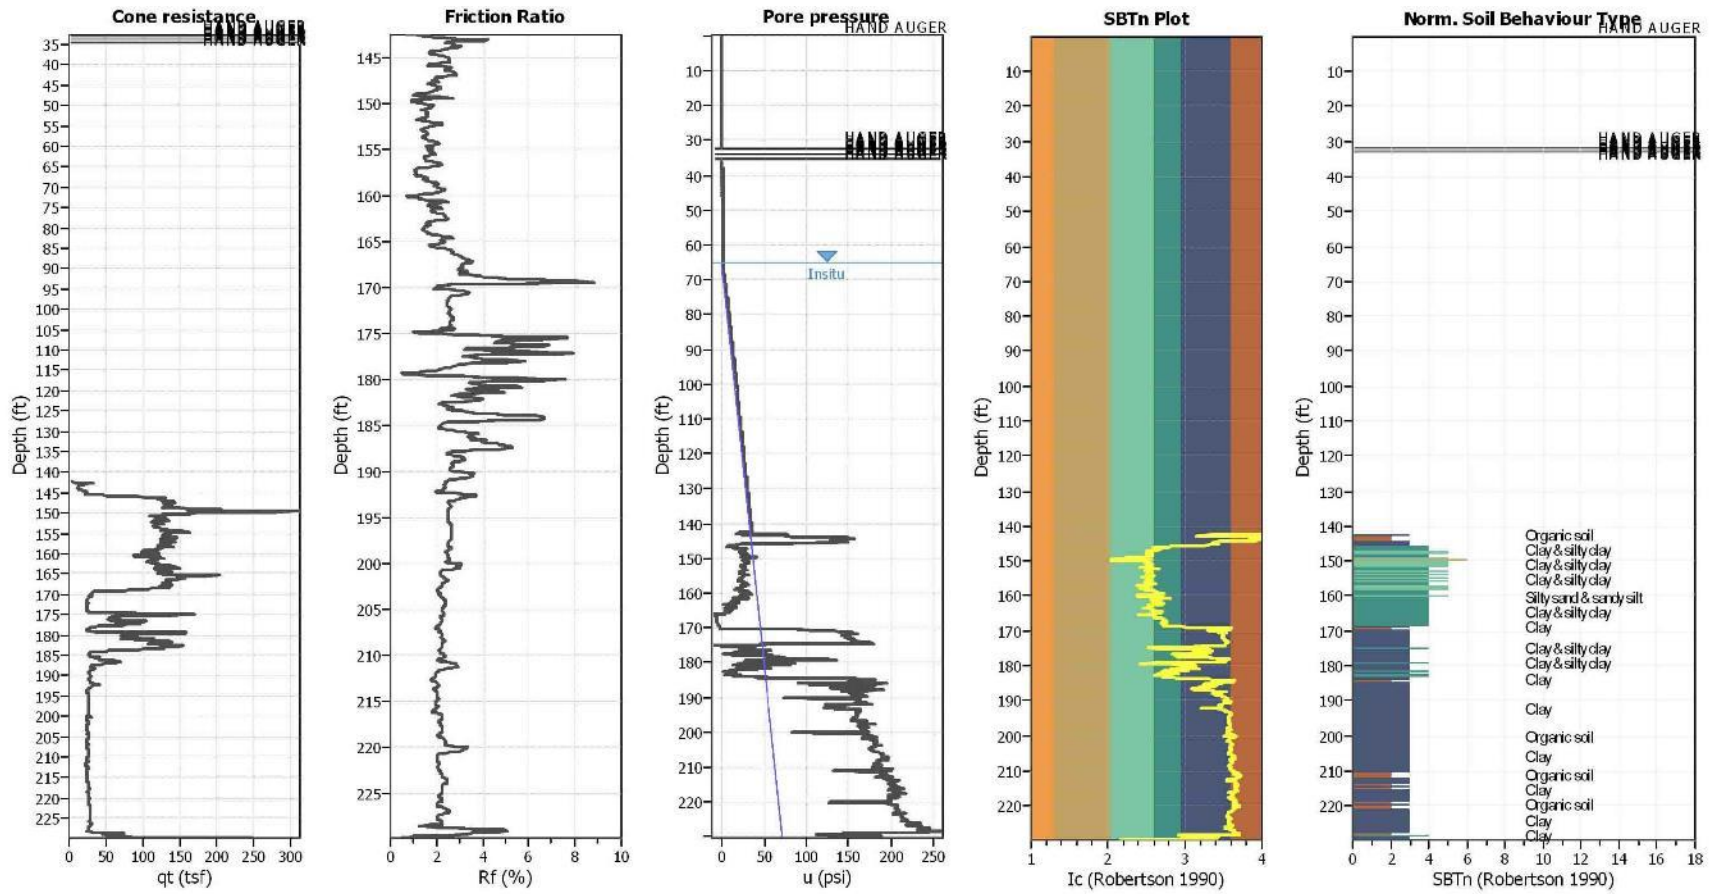 Cone resistance
HAND AUGER
HAND AUGER
35
40
45
50
55
60
65
70
75
80
85
90
95
100
105
110
115
120
125
130
135
140
145
150
155
160
165
170
175
180
185
190
195
200
205
210
215
220
225
Depth (ft)
0 50 100 150 200 250 300
qt (tsf)
Friction Ratio
145
150
155
160
165
170
175
180
185
190
195
200
205
210
215
220
225
Depth (ft)
0 2 4 6 8 10
Rf (%)
Pore pressure
HAND AUGER
10
20
30
HAND AUGER
HAND AUGER
40
50
60
Insitu
70
80
90
100
110
120
130
140
150
160
170
180
190
200
210
220
Depth (ft)
0 50 100 150 200 250
u (psi)
SBTn Plot
10
20
30
40
50
60
70
80
90
100
110
120
130
140
150
160
170
180
190
200
210
220
Depth (ft)
1 2 3 4
Ic (Robertson 1990)
Norm. Soil Behaviour Type
HAND AUGER
10
20
30
HAND AUGER
HAND AUGER
40
50
60
70
80
90
100
110
120
130
140
150
160
170
180
190
200
210
220
Depth (ft)
Organic soil
Clay & silty clay
Clay & silty clay
Clay & silty clay
Silty sand & sandy silt
Clay & silty clay
Clay
Clay & silty clay
Clay & silty clay
Clay
Clay
Organic soil
Clay
Organic soil
Clay
Organic soil
Clay
Clay
0 2 4 6 8 10 12 14 16 18
SBTn (Robertson 1990)